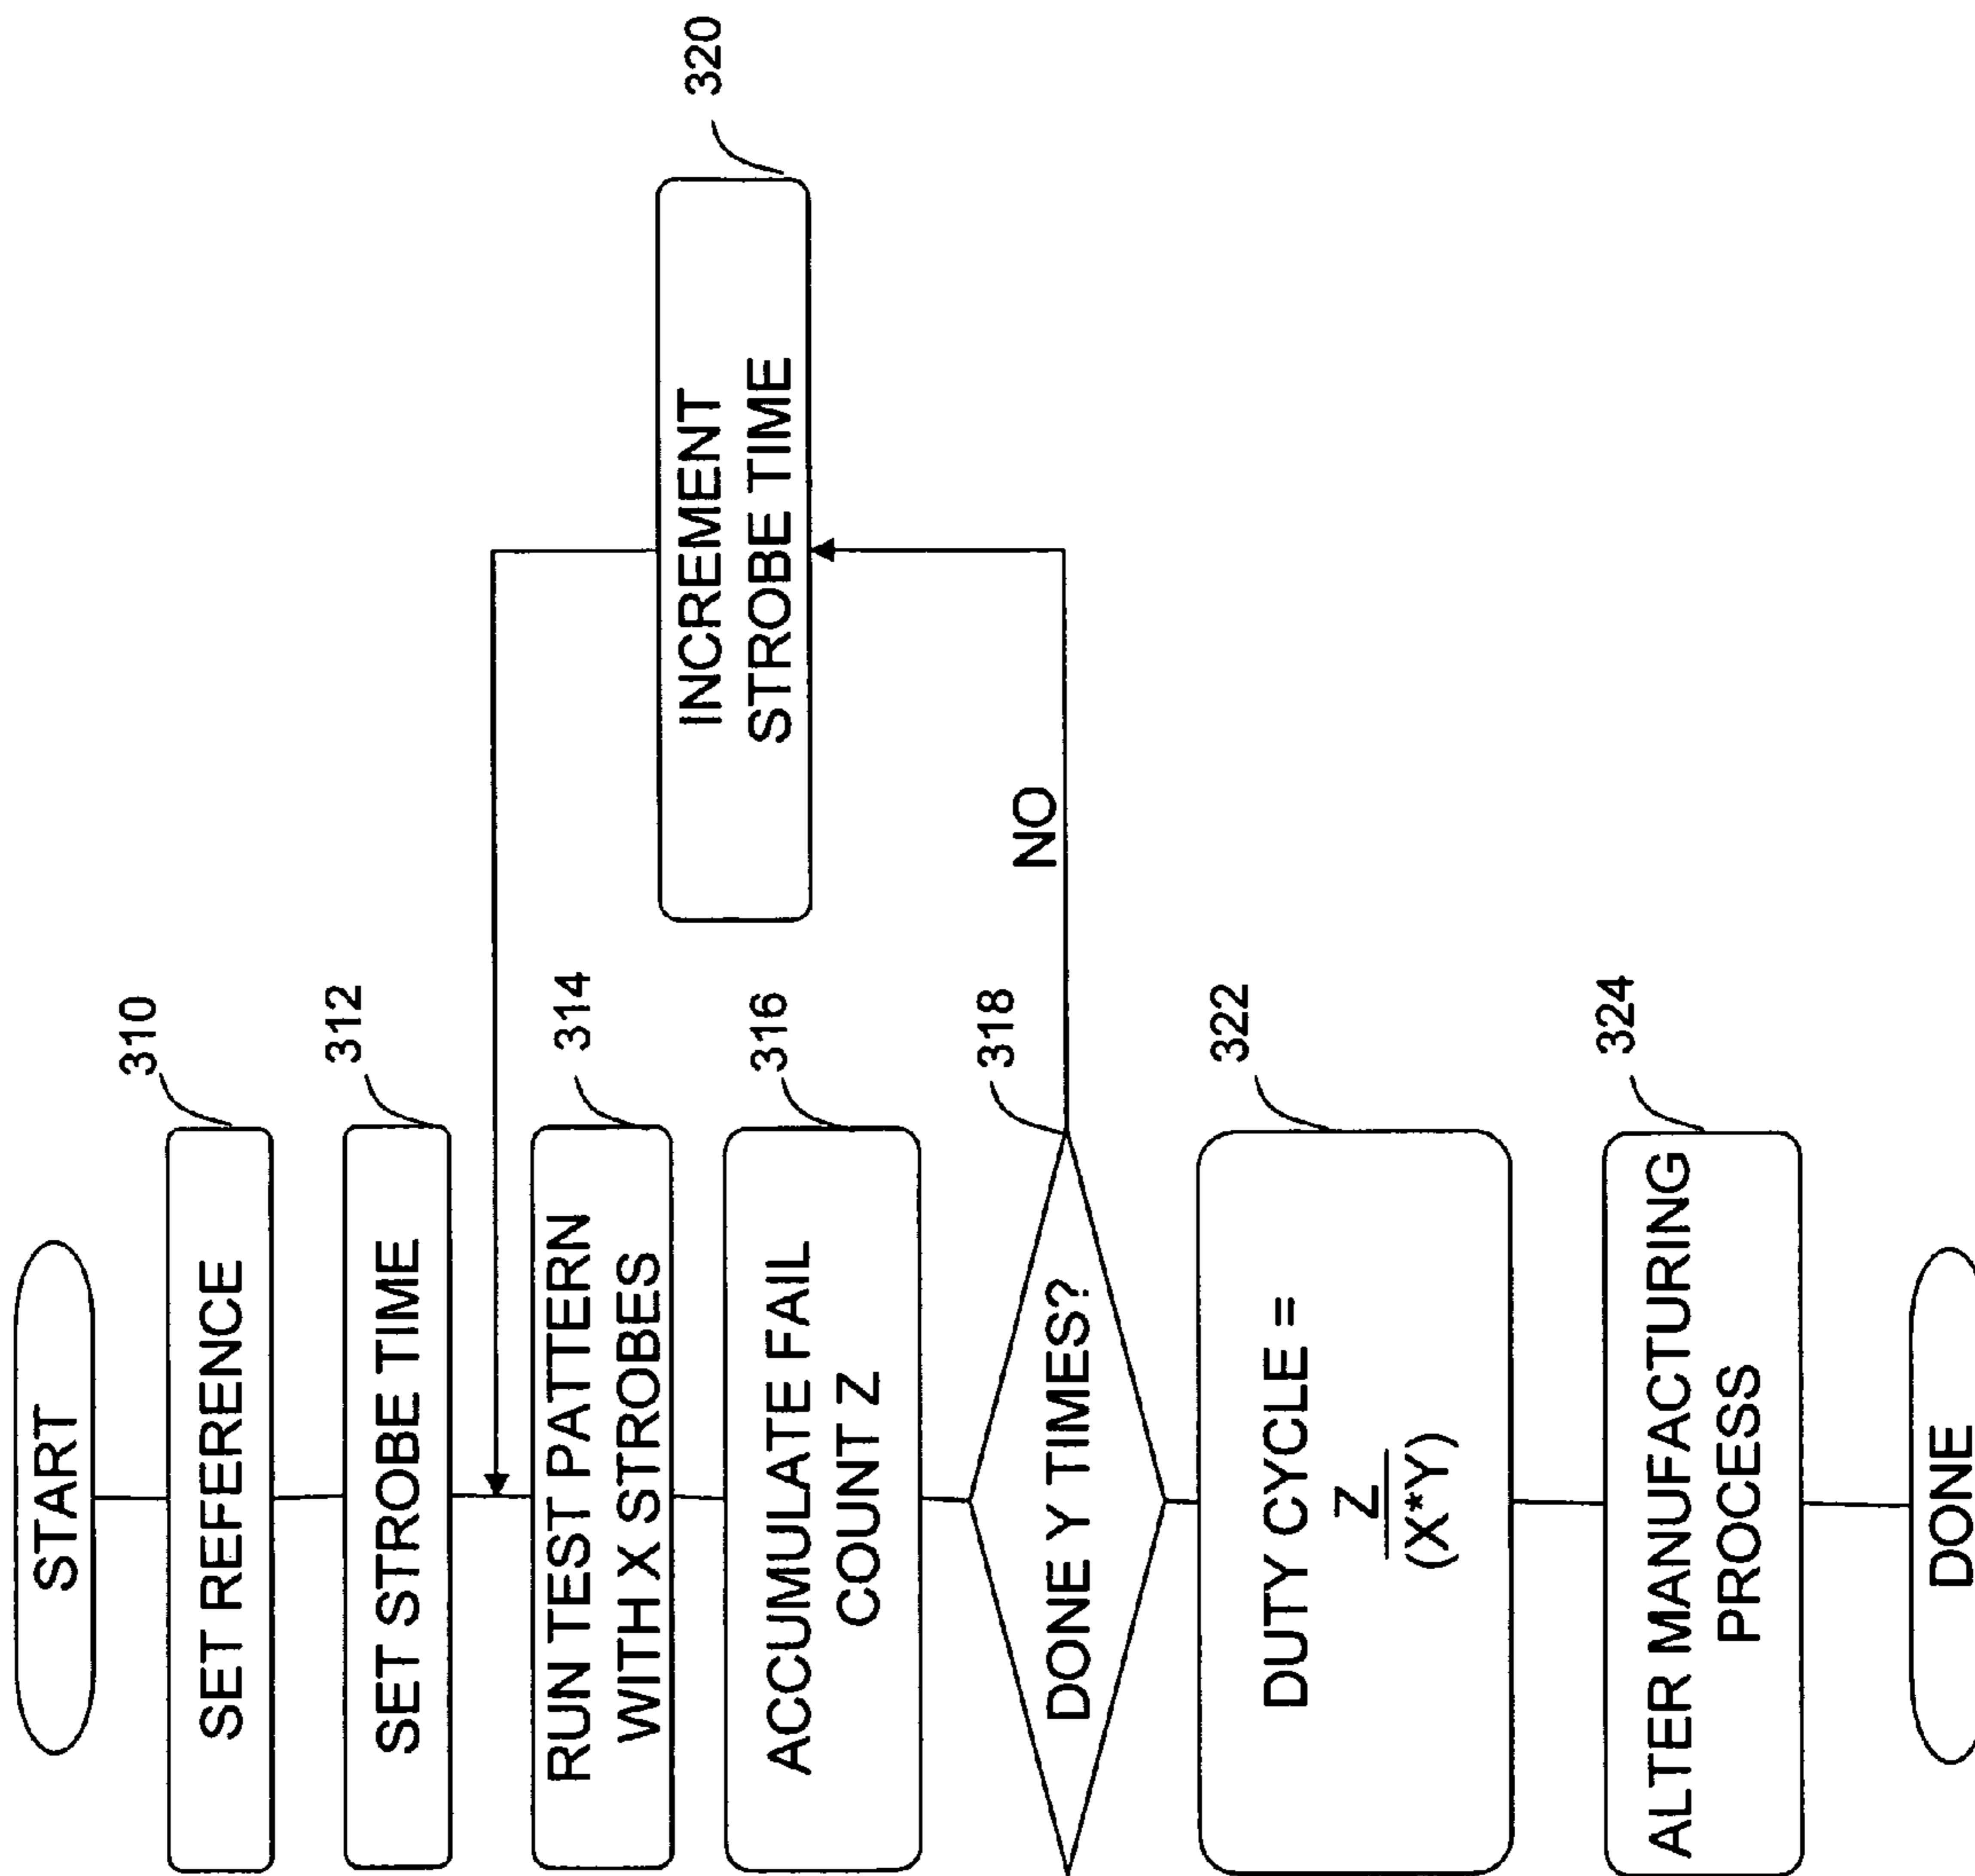 START
310
SET REFERENCE
312
SET STROBE TIME
314
RUN TEST PATTERN
WITH X STROBES
316
ACCUMULATE FAIL
COUNT Z
318
DONE Y TIMES?
NO
320
INCREMENT
STROBE TIME
322
DUTY CYCLE =
Z
(X*Y)
324
ALTER MANUFACTURING
PROCESS
DONE